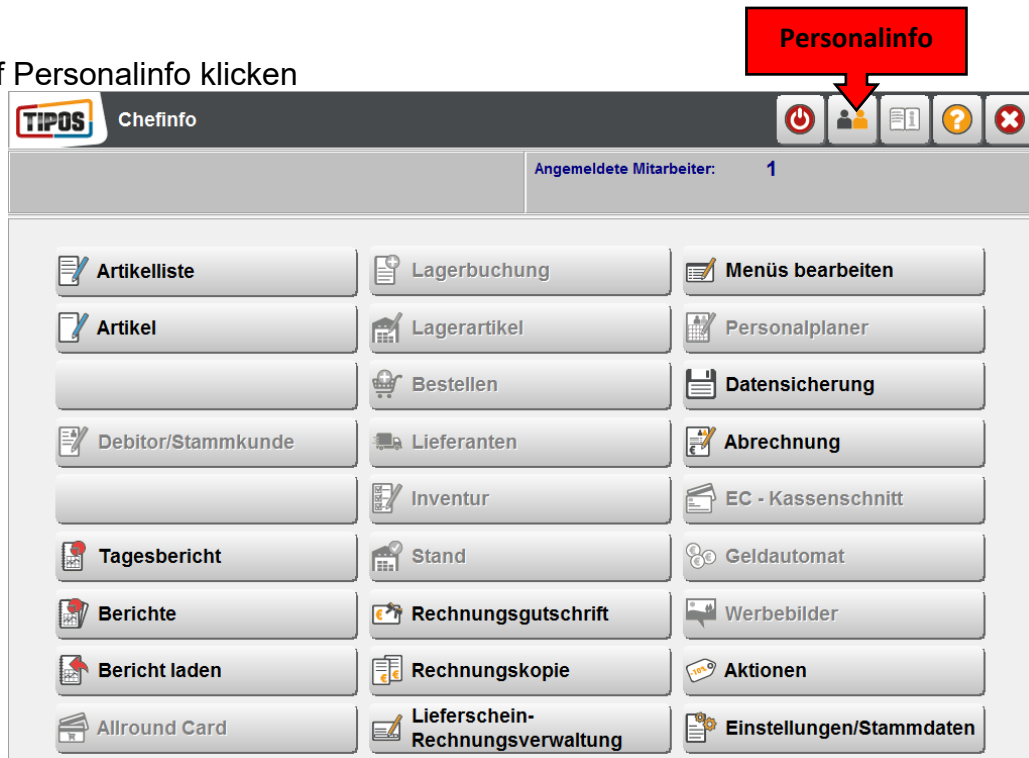 Personalinfo
f Personalinfo klicken
TIPOS Chefinfo
Angemeldete Mitarbeiter: 1
Artikelliste
Lagerbuchung
Menüs bearbeiten
Artikel
Lagerartikel
Personalplaner
Bestellen
Datensicherung
Debitor/Stammkunde
Lieferanten
Abrechnung
Inventur
EC - Kassenschnitt
Tagesbericht
Stand
Geldautomat
Berichte
Rechnungsgutschrift
Werbebilder
Bericht laden
Rechnungskopie
-10%
Aktionen
Allround Card
Lieferschein-
Rechnungsverwaltung
Einstellungen/Stammdaten